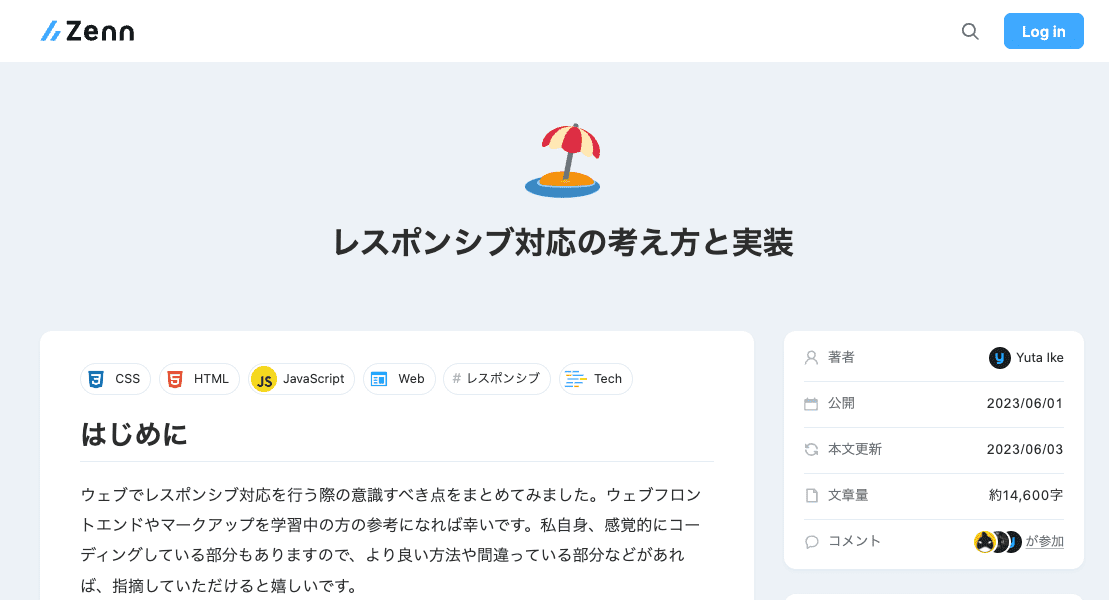 Zenn
Log in
レスポンシブ対応の考え方と実装
CSS
HTML
JS JavaScript
Web
# レスポンシブ
Tech
はじめに
ウェブでレスポンシブ対応を行う際の意識すべき点をまとめてみました。ウェブフロン
トエンドやマークアップを学習中の方の参考になれば幸いです。私自身、感覚的にコー
ディングしている部分もありますので、より良い方法や間違っている部分などがあれ
ば、指摘していただけると嬉しいです。
著者 Yuta Ike
公開 2023/06/01
本文更新 2023/06/03
文章量 約14,600字
コメント が参加